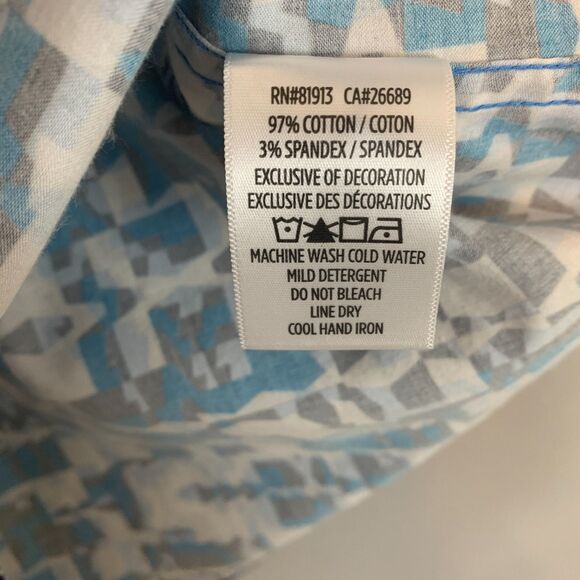 RN#81913 CA#26689
97% COTTON / COTON
3% SPANDEX / SPANDEX
EXCLUSIVE OF DECORATION
EXCLUSIVE DES DÉCORATIONS
MACHINE WASH COLD WATER
MILD DETERGENT
DO NOT BLEACH
LINE DRY
COOL HAND IRON